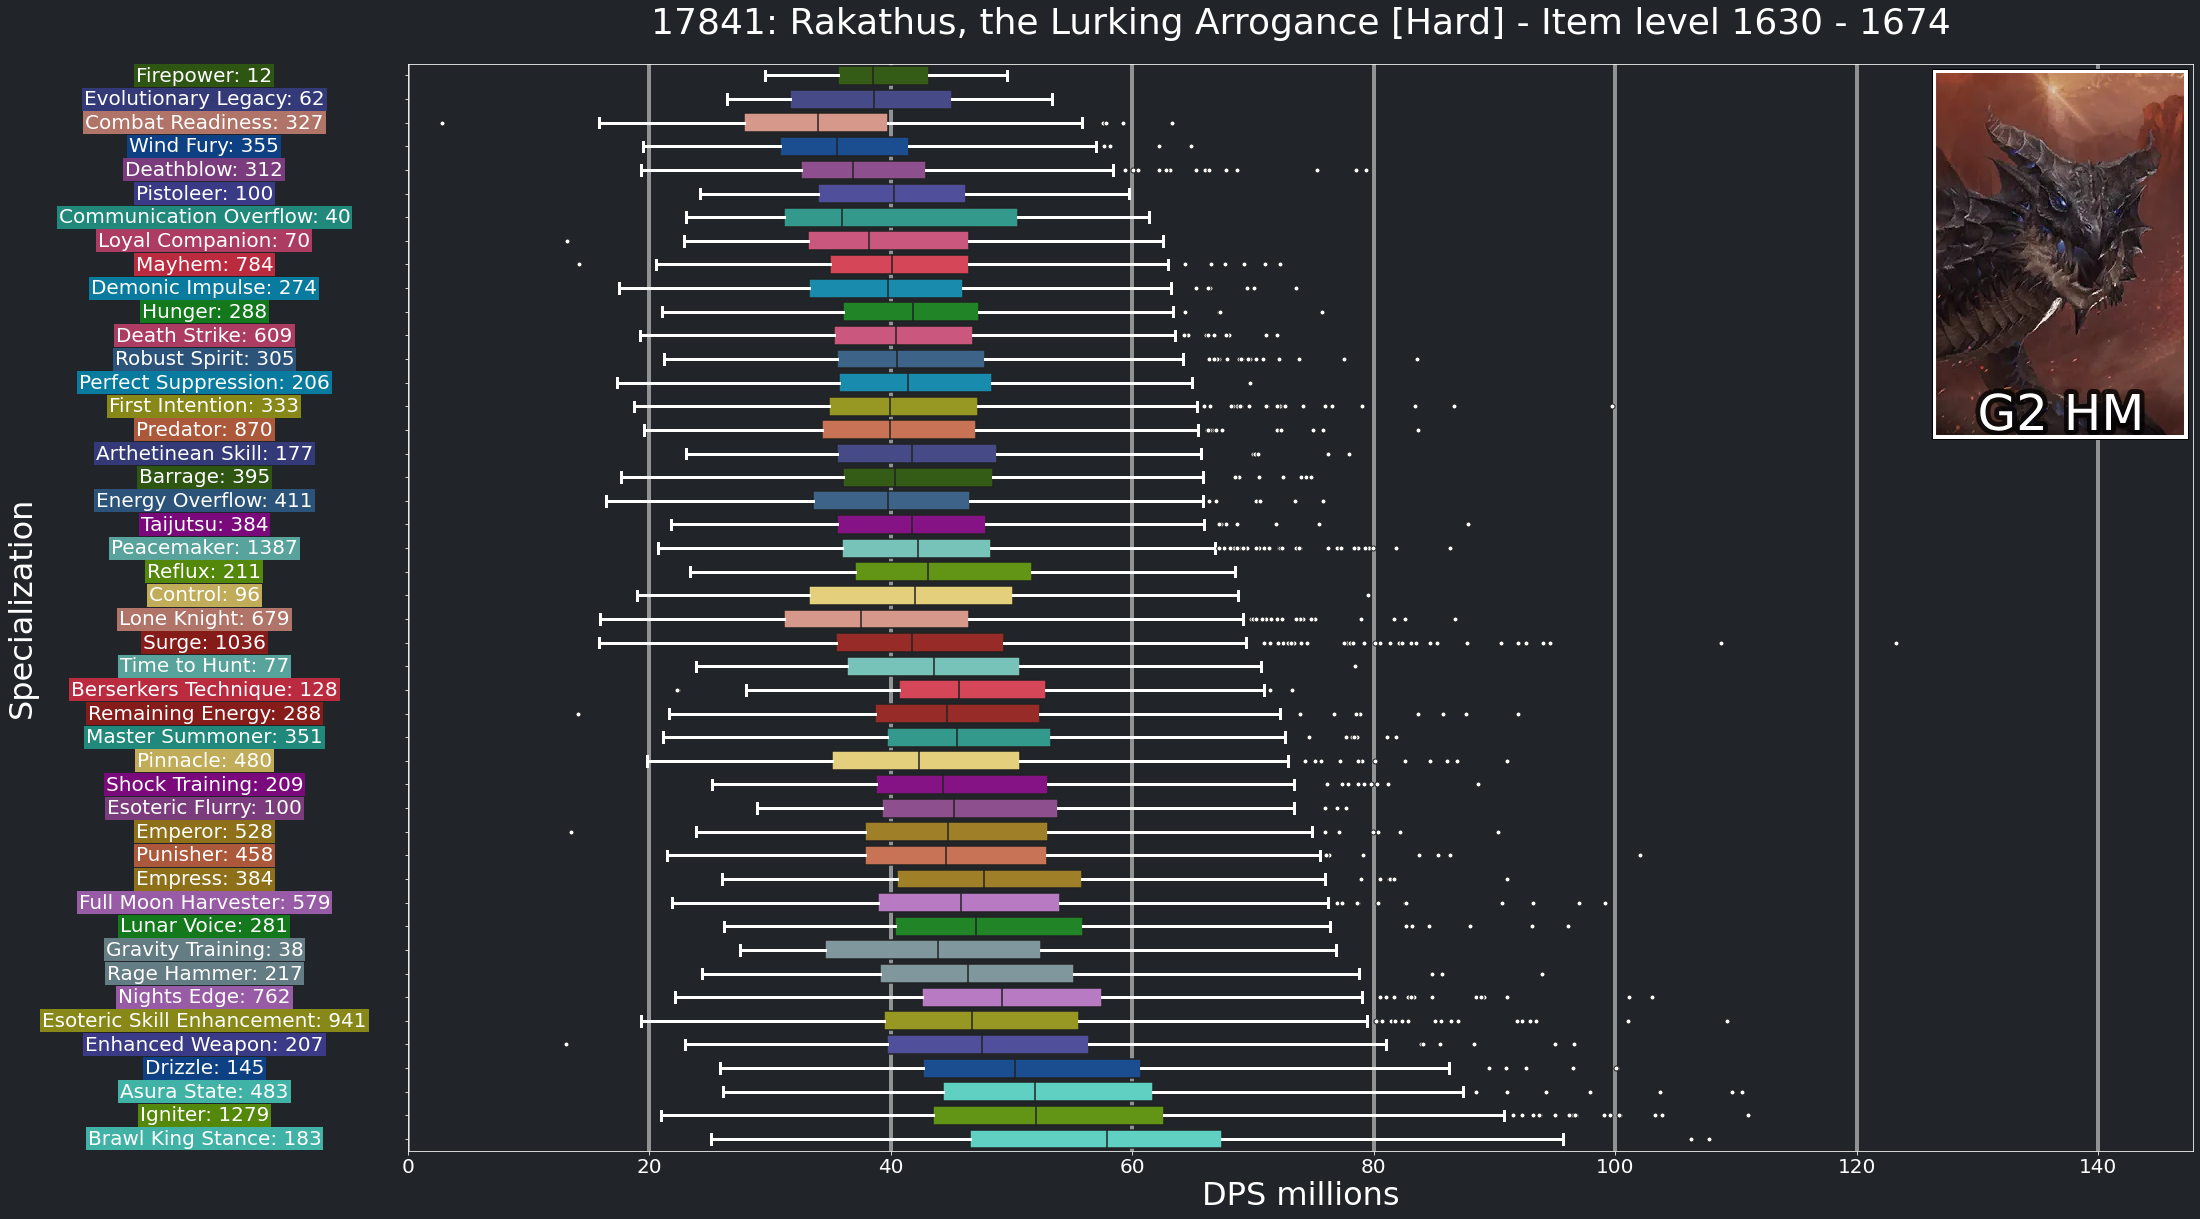 17841: Rakathus, the Lurking Arrogance [Hard] - Item level 1630 - 1674
Firepower: 12
Evolutionary Legacy: 62
Combat Readiness: 327
Wind Fury: 355
Deathblow: 312
Pistoleer: 100
Communication Overflow: 40
Loyal Companion: 70
Mayhem: 784
Demonic Impulse: 274
Hunger: 288
Death Strike: 609
Robust Spirit: 305
Perfect Suppression: 206
First Intention: 333
Predator: 870
Arthetinean Skill: 177
Barrage: 395
Energy Overflow: 411
Taijutsu: 384
Peacemaker: 1387
Reflux: 211
Control: 96
Lone Knight: 679
Surge: 1036
Time to Hunt: 77
Berserkers Technique: 128
Remaining Energy: 288
Master Summoner: 351
Pinnacle: 480
Shock Training: 209
Esoteric Flurry: 100
Emperor: 528
Punisher: 458
Empress: 384
Full Moon Harvester: 579
Lunar Voice: 281
Gravity Training: 38
Rage Hammer: 217
Nights Edge: 762
Esoteric Skill Enhancement: 941
Enhanced Weapon: 207
Drizzle: 145
Asura State: 483
Igniter: 1279
Brawl King Stance: 183
Specialization
G2 HM
0 20 40 60 80 100 120 140
DPS millions